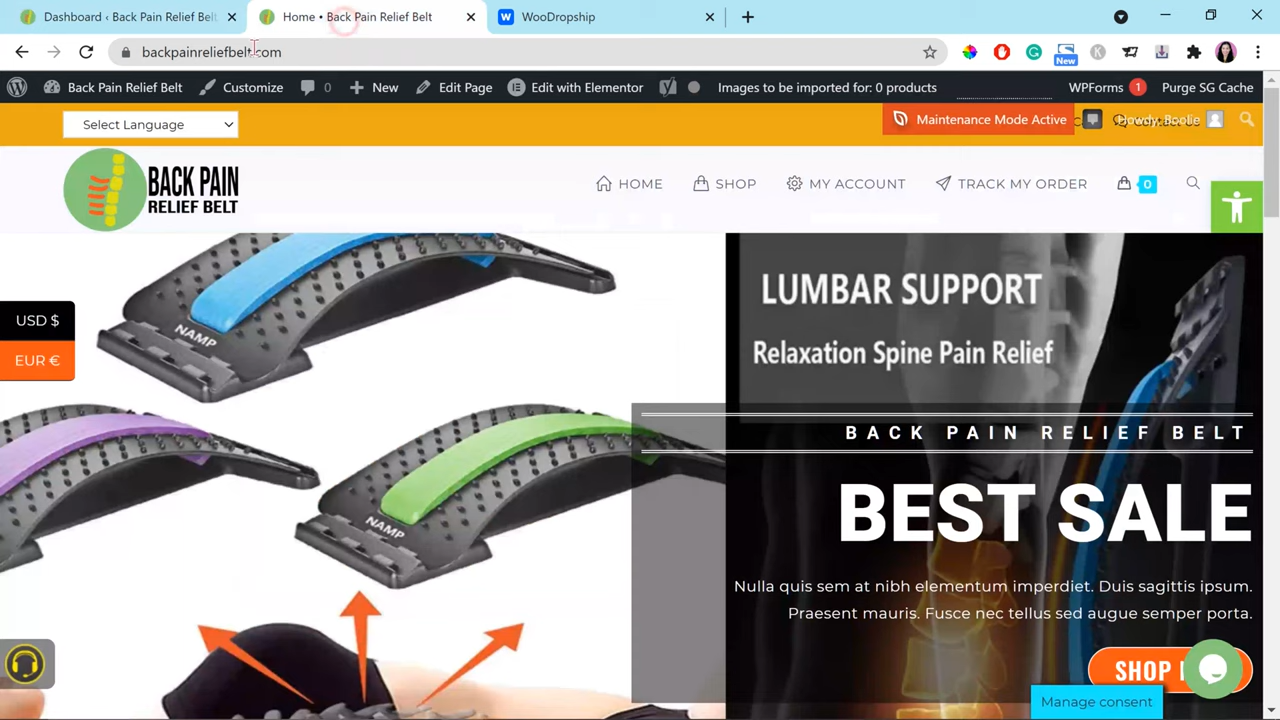 Dashboard ‹ Back Pain Relief Belt
Home • Back Pain Relief Belt
WooDropship
backpainreliefbelt.com
New
Back Pain Relief Belt
Customize
0
New
Edit Page
Edit with Elementor
Images to be imported for: 0 products
WPForms 1
Purge SG Cache
Select Language
Maintenance Mode Active
Howdy, Boolie
BACK PAIN
RELIEF BELT
HOME
SHOP
MY ACCOUNT
TRACK MY ORDER
0
USD $
EUR €
NAMP
NAMP
LUMBAR SUPPORT
Relaxation Spine Pain Relief
BACK PAIN RELIEF BELT
BEST SALE
Nulla quis sem at nibh elementum imperdiet. Duis sagittis ipsum.
Praesent mauris. Fusce nec tellus sed augue semper porta.
SHOP
Manage consent